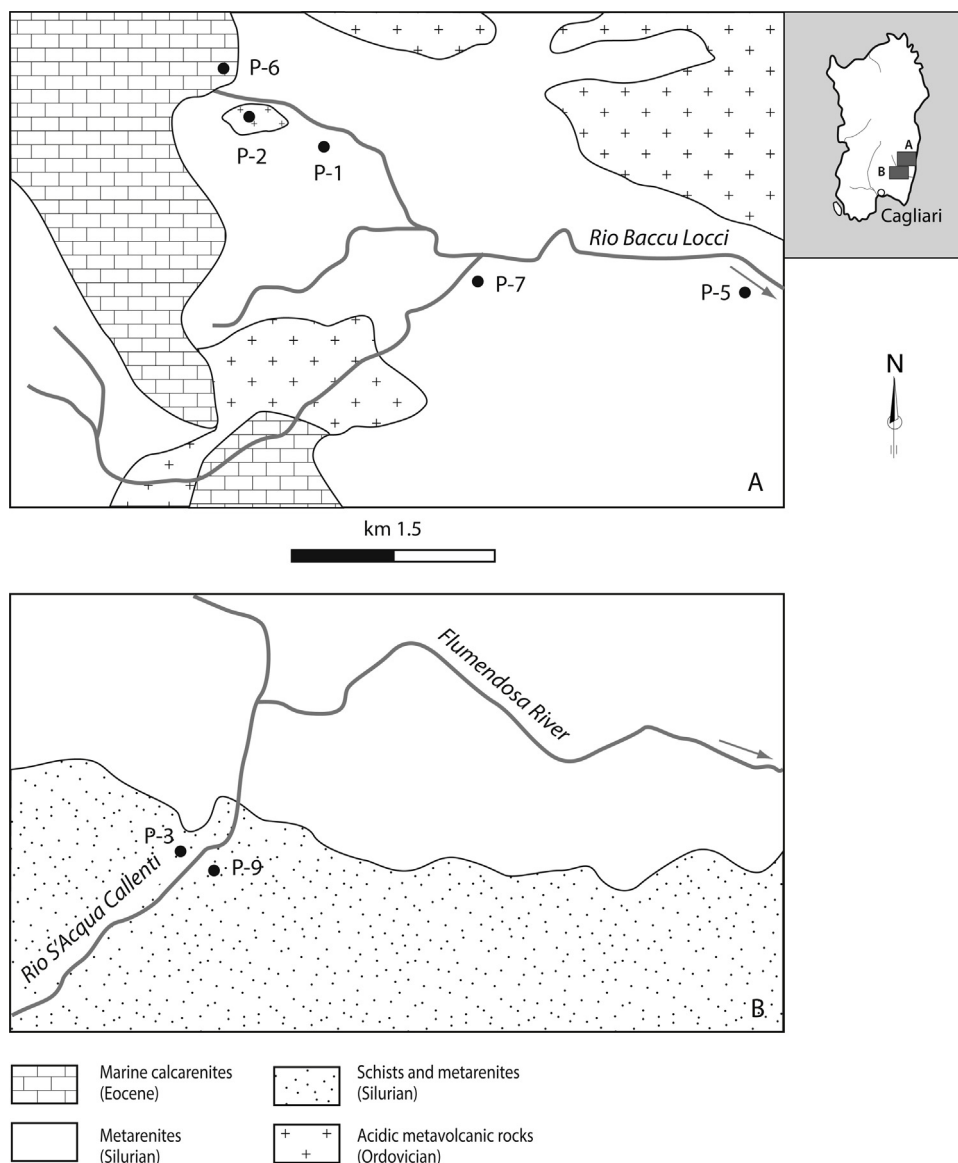 P-6
P-2
P-1
Rio Baccu Locci
P-7
P-5
A
A
B
Cagliari
N
km 1.5
Flumendosa River
P-3
P-9
Rio S'Acqua Callenti
B
Marine calcarenites
(Eocene)
Schists and metarenites
(Silurian)
Metarenites
(Silurian)
Acidic metavolcanic rocks
(Ordovician)